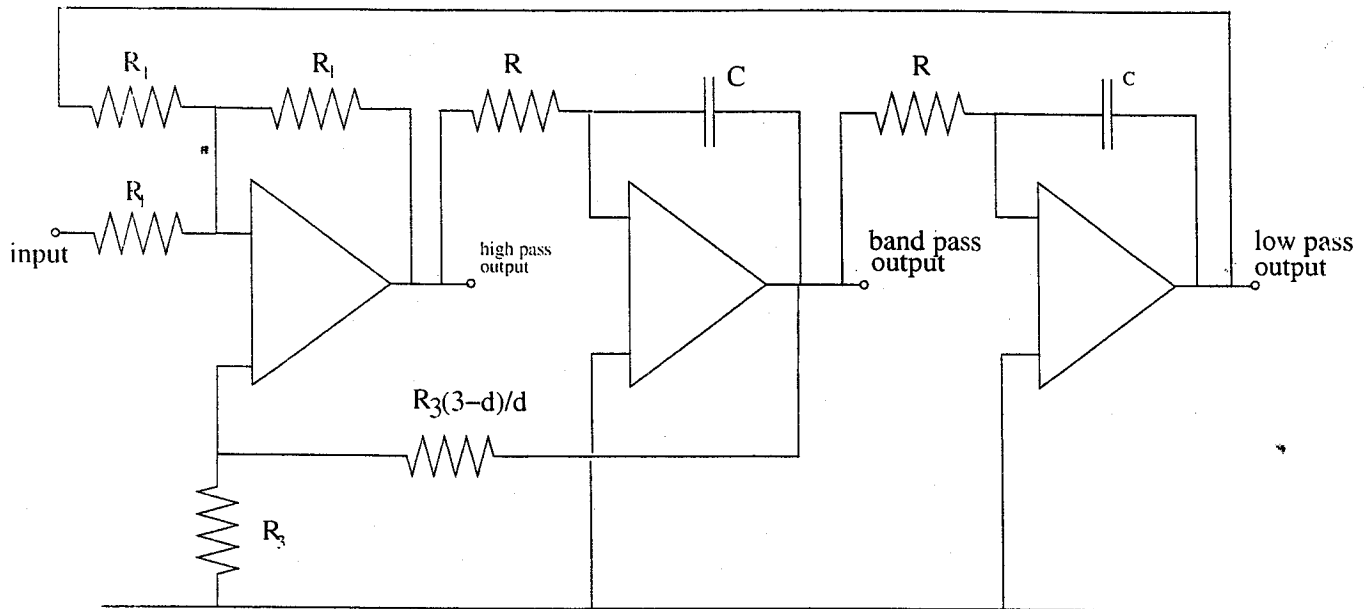 R₁
R₁
R
C
R
C
R₁
input
high pass
output
band pass
output
low pass
output
R₃(3−d)/d
R₃